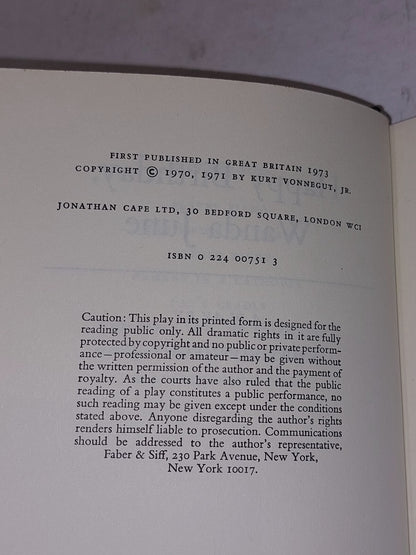 FIRST PUBLISHED IN GREAT BRITAIN 1973
COPYRIGHT © 1970, 1971 BY KURT VONNEGUT, JR.
JONATHAN CAPE LTD, 30 BEDFORD SQUARE, LONDON WC1
ISBN 0 224 00751 3
Caution: This play in its printed form is designed for the
reading public only. All dramatic rights in it are fully
protected by copyright and no public or private perform-
ance—professional or amateur—may be given without
the written permission of the author and the payment of
royalty. As the courts have also ruled that the public
reading of a play constitutes a public performance, no
such reading may be given except under the conditions
stated above. Anyone disregarding the author's rights
renders himself liable to prosecution. Communications
should be addressed to the author's representative,
Faber & Siff, 230 Park Avenue, New York,
New York 10017.